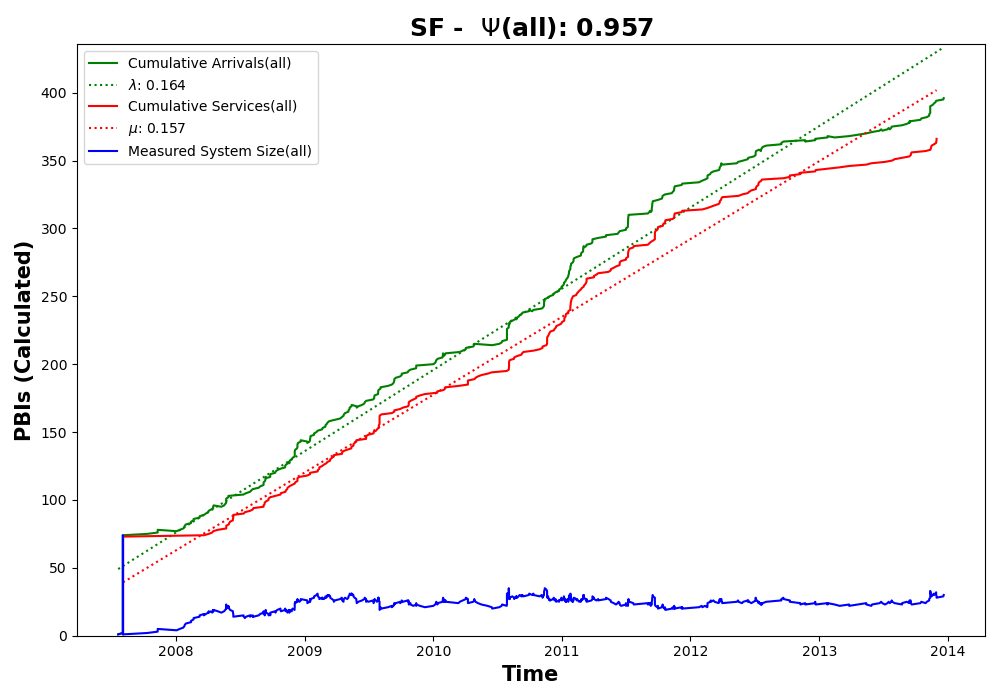 SF - Ψ(all): 0.957
Cumulative Arrivals(all)
λ: 0.164
Cumulative Services(all)
μ: 0.157
Measured System Size(all)
PBIs (Calculated)
400
350
300
250
200
150
100
50
0
2008 2009 2010 2011 2012 2013 2014
Time